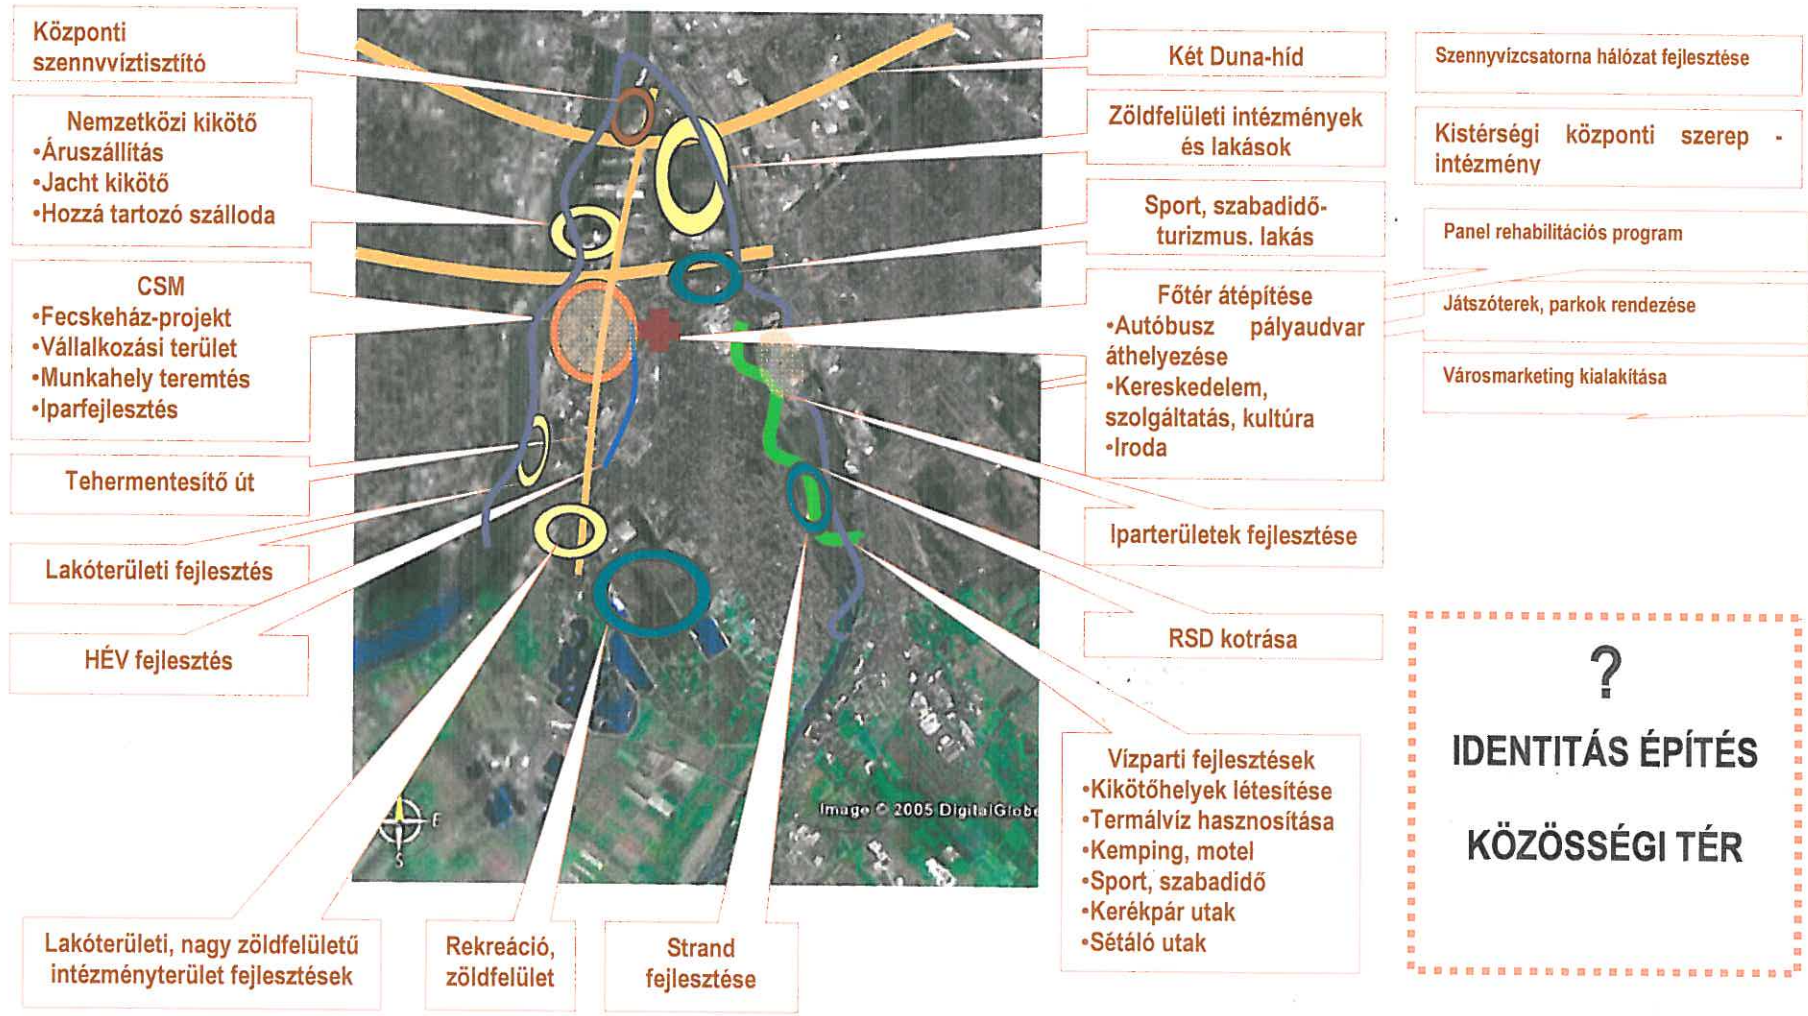 Központi
szennvvíztisztító
Nemzetközi kikötő
•Áruszállítás
•Jacht kikötő
•Hozzá tartozó szálloda
CSM
•Fecskeház-projekt
•Vállalkozási terület
•Munkahely teremtés
•Iparfejlesztés
Tehermentesítő út
Lakóterületi fejlesztés
HÉV fejlesztés
Lakóterületi, nagy zöldfelületű
intézményterület fejlesztések
Rekreáció,
zöldfelület
Strand
fejlesztése
E
S
Image © 2005 DigitalGlobe
Két Duna-híd
Zöldfelületi intézmények
és lakások
Sport, szabadidő-
turizmus. lakás
Főtér átépítése
•Autóbusz pályaudvar
áthelyezése
•Kereskedelem,
szolgáltatás, kultúra
•Iroda
Iparterületek fejlesztése
RSD kotrása
Vízparti fejlesztések
•Kikötőhelyek létesítése
•Termálvíz hasznosítása
•Kemping, motel
•Sport, szabadidő
•Kerékpár utak
•Sétáló utak
Szennyvízcsatorna hálózat fejlesztése
Kistérségi központi szerep -
intézmény
Panel rehabilitációs program
Játszóterek, parkok rendezése
Városmarketing kialakítása
?
IDENTITÁS ÉPÍTÉS
KÖZÖSSÉGI TÉR